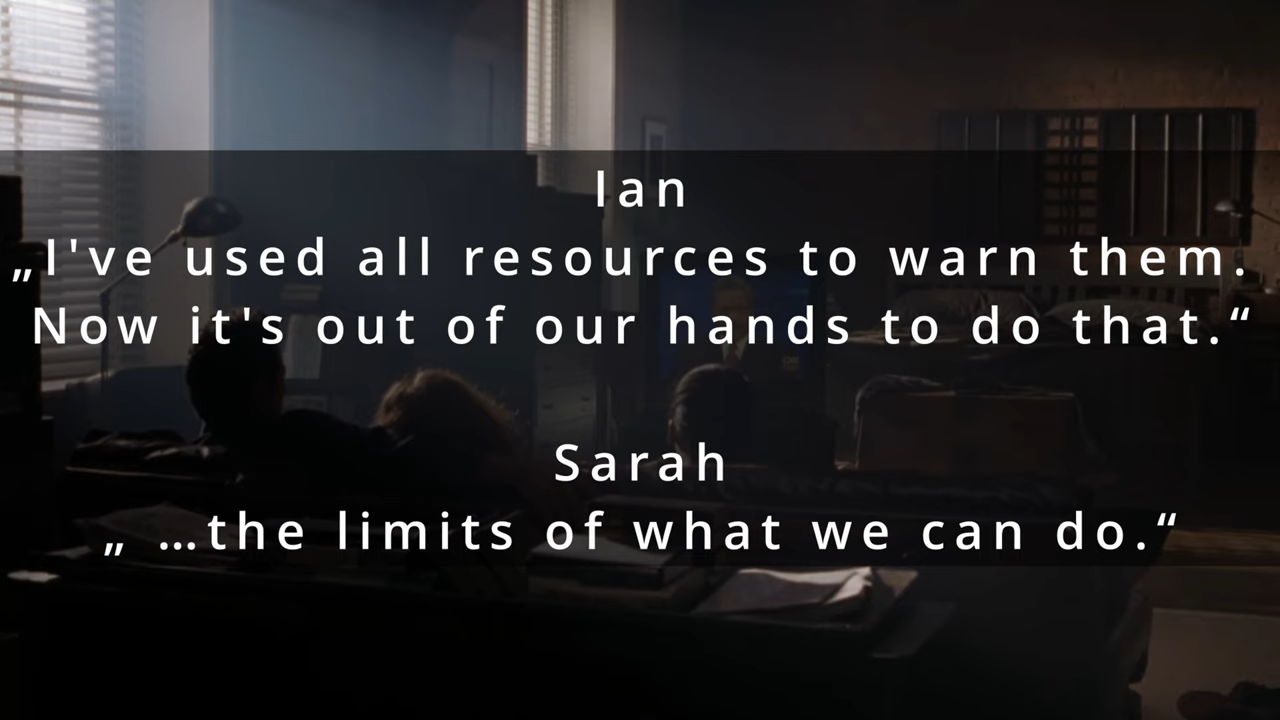 Ian
„I've used all resources to warn them.
Now it's out of our hands to do that.“
Sarah
„ …the limits of what we can do.“